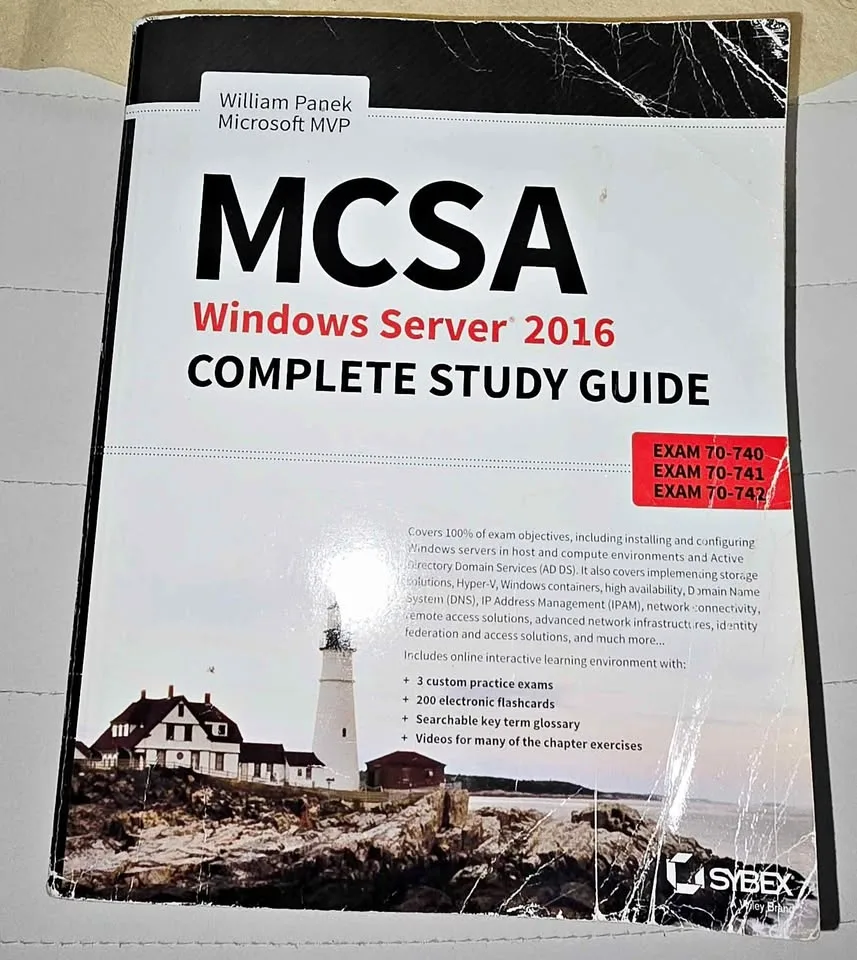 William Panek
Microsoft MVP
MCSA
Windows Server® 2016
COMPLETE STUDY GUIDE
EXAM 70-740
EXAM 70-741
EXAM 70-742
Covers 100% of exam objectives, including installing and configuring
Windows servers in host and compute environments and Active
Directory Domain Services (AD DS). It also covers implementing storage
solutions, Hyper-V, Windows containers, high availability, Domain Name
System (DNS), IP Address Management (IPAM), network connectivity,
remote access solutions, advanced network infrastructures, identity
federation and access solutions, and much more...
Includes online interactive learning environment with:
+ 3 custom practice exams
+ 200 electronic flashcards
+ Searchable key term glossary
+ Videos for many of the chapter exercises
SYBEX
Wiley Brand